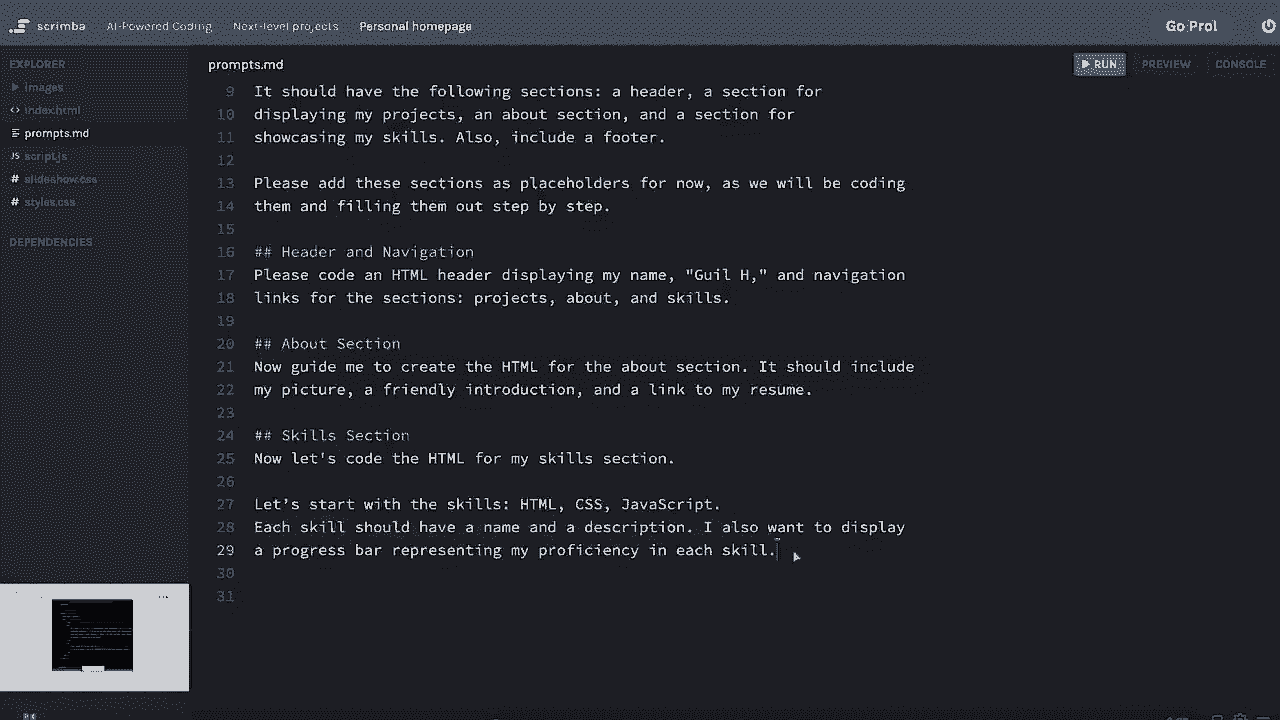 scrimba
AI-Powered Coding
Next-level projects
Personal homepage
Go Pro!
EXPLORER
images
index.html
prompts.md
script.js
slideshow.css
styles.css
DEPENDENCIES
prompts.md
RUN
PREVIEW
CONSOLE
9 It should have the following sections: a header, a section for
10 displaying my projects, an about section, and a section for
11 showcasing my skills. Also, include a footer.
12
13 Please add these sections as placeholders for now, as we will be coding
14 them and filling them out step by step.
15
16 ## Header and Navigation
17 Please code an HTML header displaying my name, "Guil H," and navigation
18 links for the sections: projects, about, and skills.
19
20 ## About Section
21 Now guide me to create the HTML for the about section. It should include
22 my picture, a friendly introduction, and a link to my resume.
23
24 ## Skills Section
25 Now let's code the HTML for my skills section.
26
27 Let’s start with the skills: HTML, CSS, JavaScript.
28 Each skill should have a name and a description. I also want to display
29 a progress bar representing my proficiency in each skill.
30
31